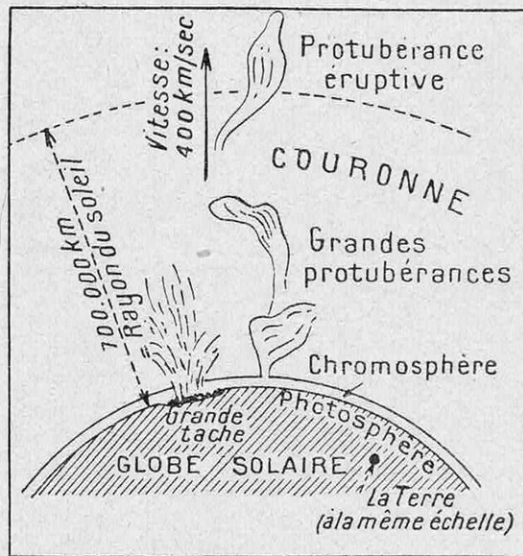 Protubérance
éruptive
Vitesse:
400 km/sec
COURONNE
700.000 km
Rayon du soleil
Grandes
protubérances
Chromosphère
Photosphère
Grande
tache
GLOBE SOLAIRE
La Terre
(à la même échelle)